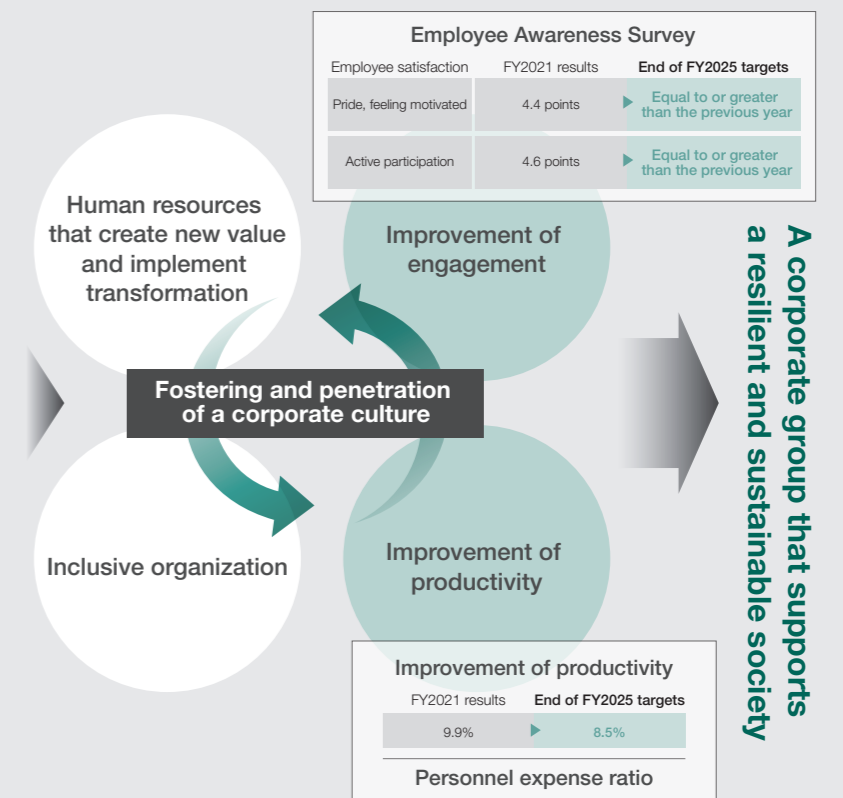 Employee Awareness Survey
Employee satisfaction FY2021 results End of FY2025 targets
Pride, feeling motivated 4.4 points Equal to or greater
than the previous year
Active participation 4.6 points Equal to or greater
than the previous year
Human resources
that create new value
and implement
transformation
Improvement of
engagement
Fostering and penetration
of a corporate culture
Inclusive organization
Improvement of
productivity
A corporate group that supports
a resilient and sustainable society
Improvement of productivity
FY2021 results End of FY2025 targets
9.9% 8.5%
Personnel expense ratio